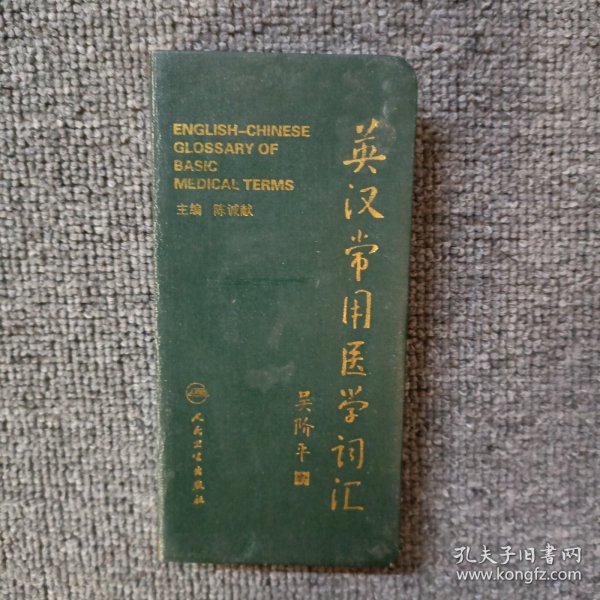 ENGLISH-CHINESE
GLOSSARY OF
BASIC
MEDICAL TERMS
主编 陈诚献
英汉常用医学词汇
吴阶平
人民卫生出版社
孔夫子旧书网
www.kongfz.com